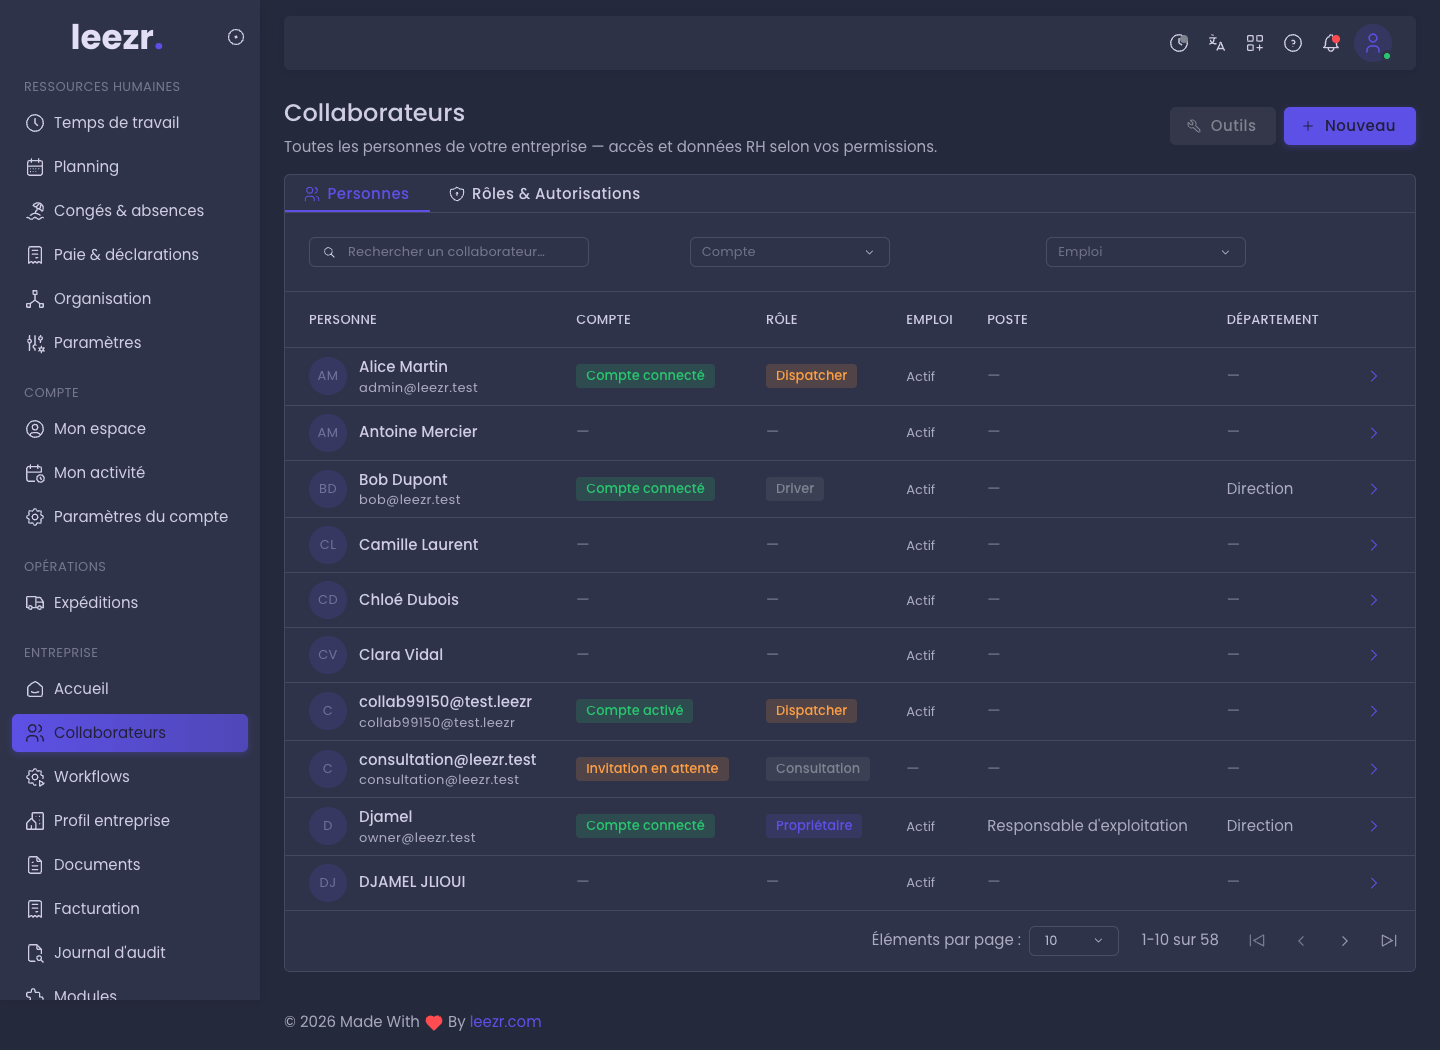 leezr.
RESSOURCES HUMAINES
Temps de travail
Planning
Congés & absences
Paie & déclarations
Organisation
Paramètres
COMPTE
Mon espace
Mon activité
Paramètres du compte
OPÉRATIONS
Expéditions
ENTREPRISE
Accueil
Collaborateurs
Workflows
Profil entreprise
Documents
Facturation
Journal d'audit
Modules
Collaborateurs
Toutes les personnes de votre entreprise — accès et données RH selon vos permissions.
Outils
Nouveau
Personnes Rôles & Autorisations
Rechercher un collaborateur... Compte Emploi
PERSONNE COMPTE RÔLE EMPLOI POSTE DÉPARTEMENT
AM Alice Martin Compte connecté Dispatcher Actif — —
admin@leezr.test
AM Antoine Mercier — — Actif — —
BD Bob Dupont Compte connecté Driver Actif — Direction
bob@leezr.test
CL Camille Laurent — — Actif — —
CD Chloé Dubois — — Actif — —
CV Clara Vidal — — Actif — —
C collab99150@test.leezr Compte activé Dispatcher Actif — —
collab99150@test.leezr
C consultation@leezr.test Invitation en attente Consultation — — —
consultation@leezr.test
D Djamel Compte connecté Propriétaire Actif Responsable d'exploitation Direction
owner@leezr.test
DJ DJAMEL JLIOUI — — Actif — —
Éléments par page : 10 1-10 sur 58
© 2026 Made With By leezr.com